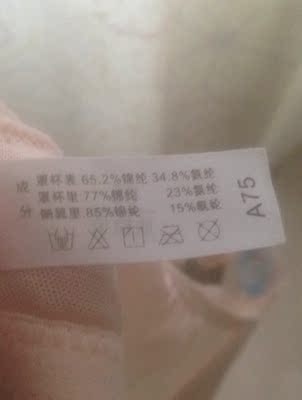 成 罩杯表 65.2%锦纶 34.8%氨纶
罩杯里 77%锦纶 23%氨纶
分 侧翼里 85%锦纶 15%氨纶
A75